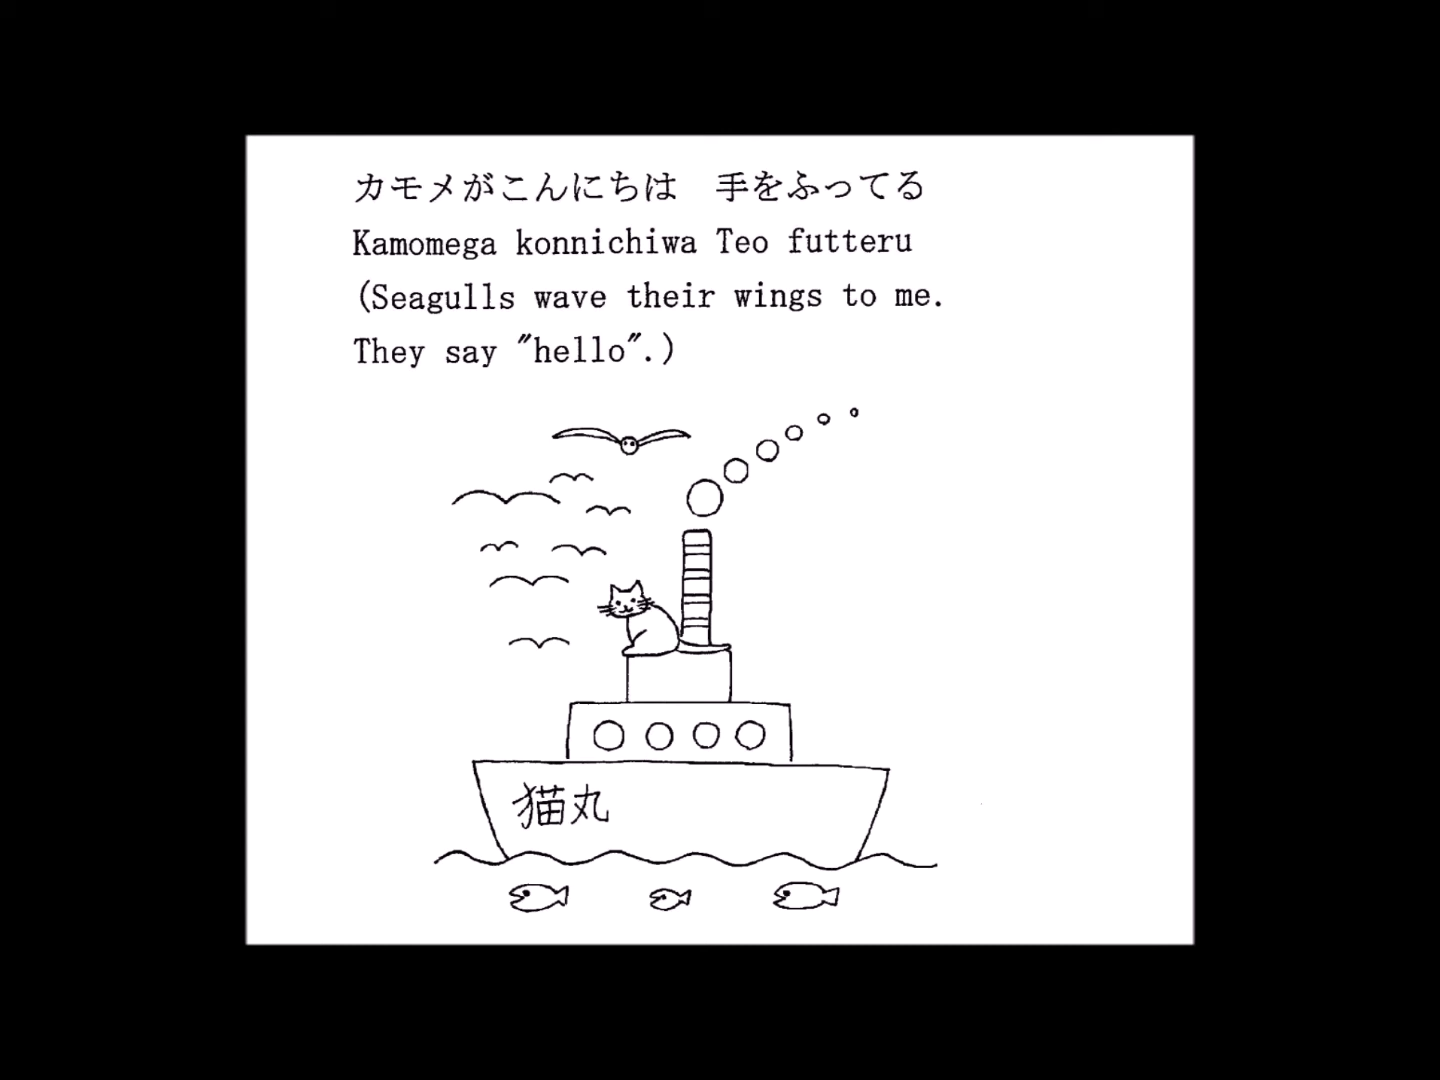 カモメがこんにちは　手をふってる
Kamomega konnichiwa Teo futteru
(Seagulls wave their wings to me.
They say "hello".)
猫丸